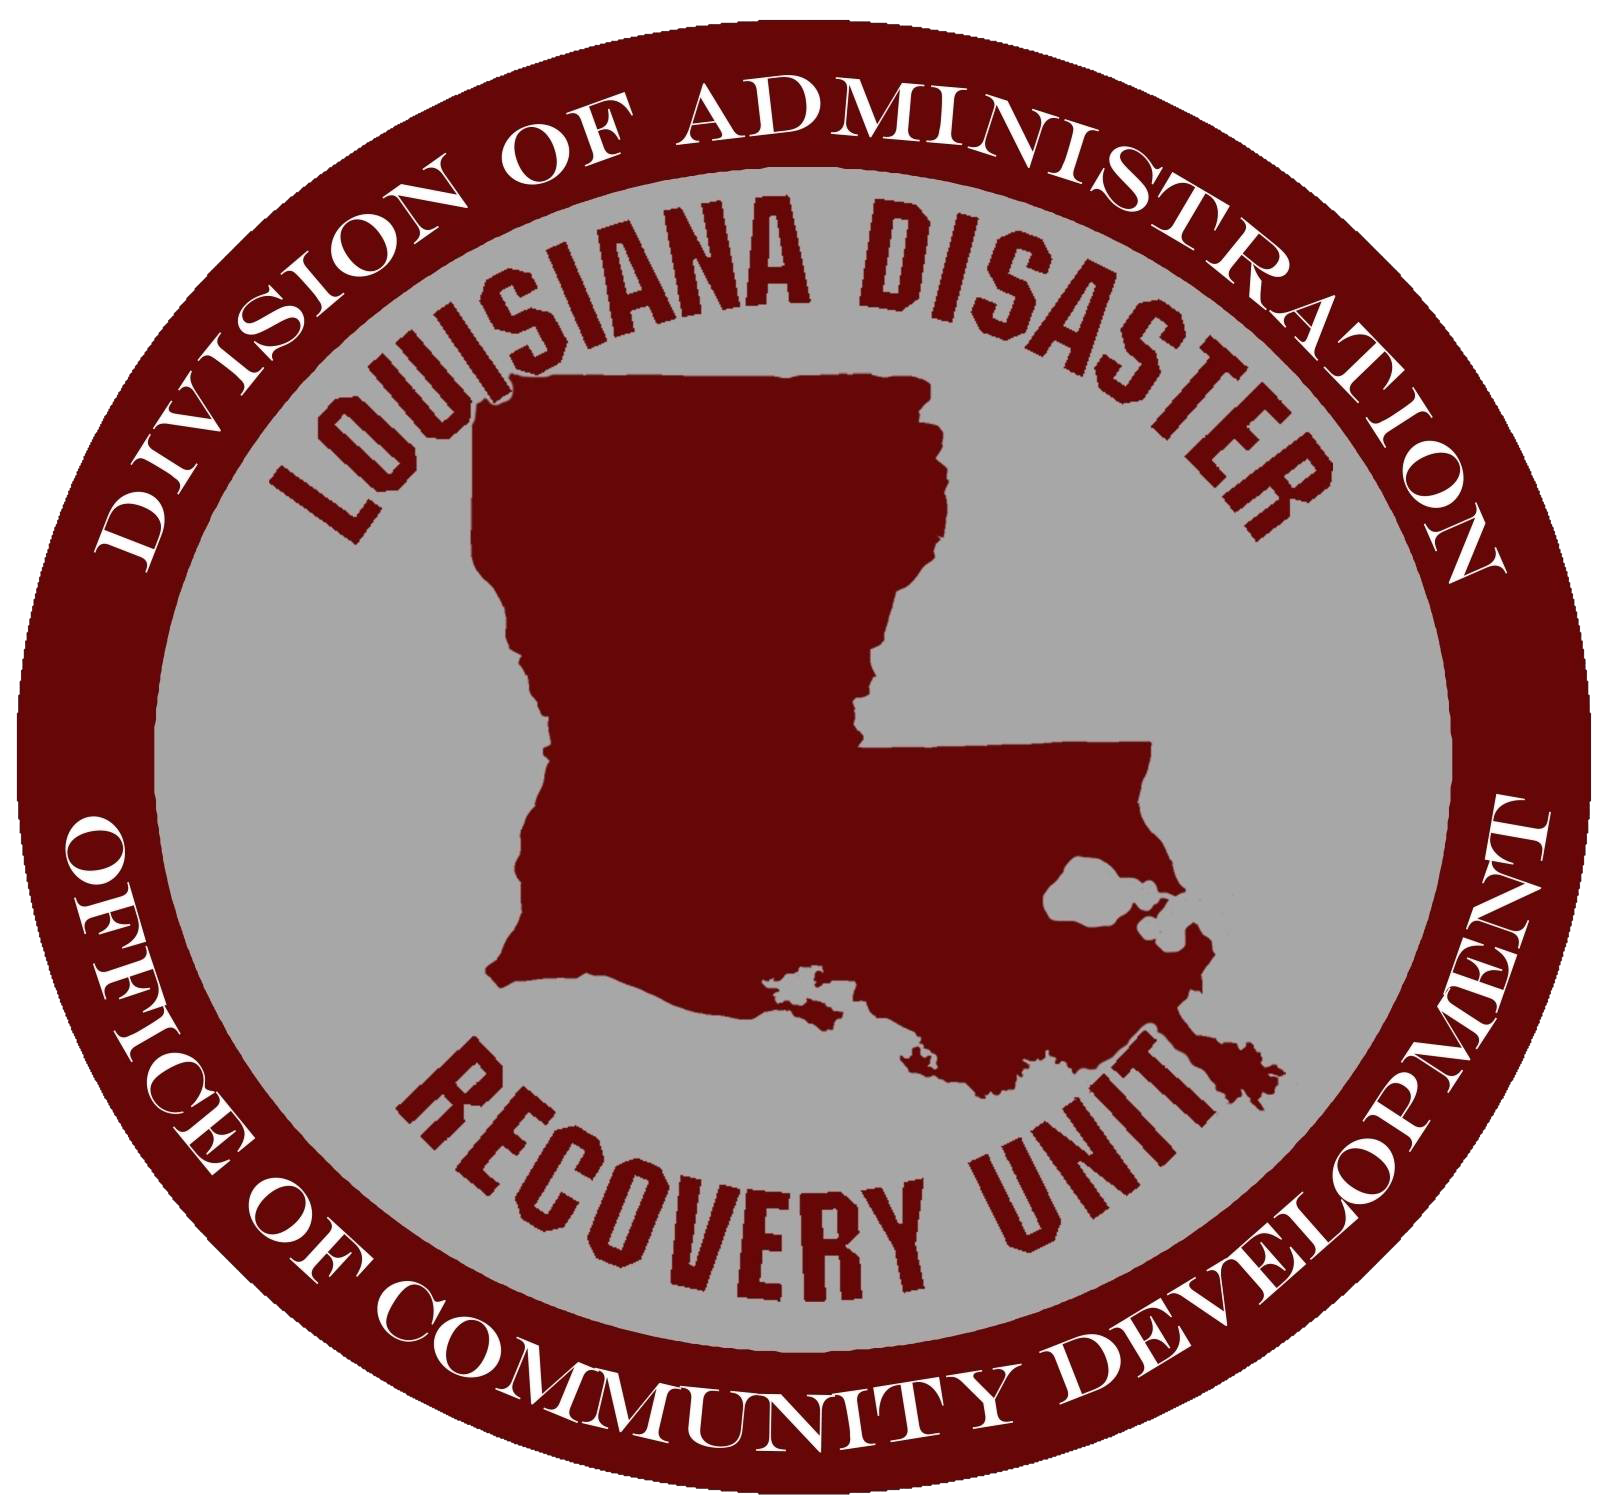 DIVISION OF ADMINISTRATION
LOUISIANA DISASTER
RECOVERY UNIT
OFFICE OF COMMUNITY DEVELOPMENT